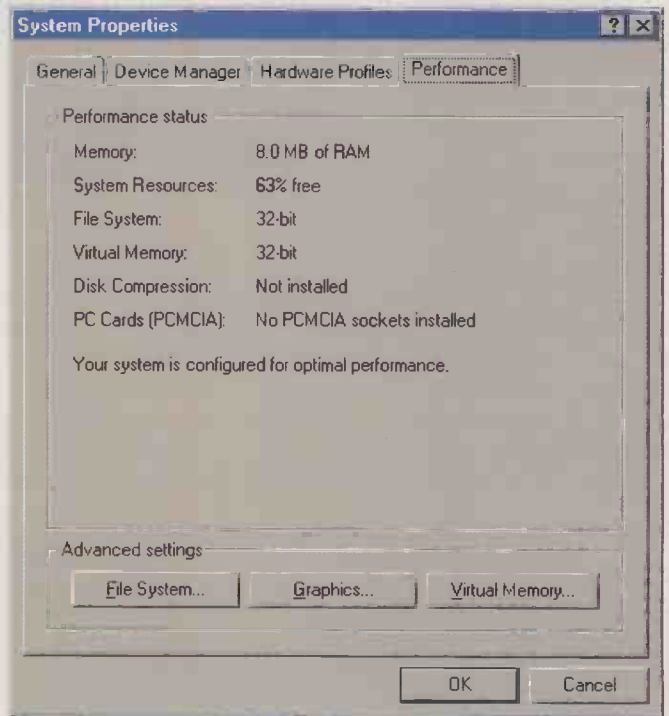 System Properties
General
Device Manager
Hardware Profiles
Performance
Performance status
Memory: 8.0 MB of RAM
System Resources: 63% free
File System: 32-bit
Virtual Memory: 32-bit
Disk Compression: Not installed
PC Cards (PCMCIA): No PCMCIA sockets installed
Your system is configured for optimal performance.
Advanced settings
File System...
Graphics...
Virtual Memory...
OK
Cancel